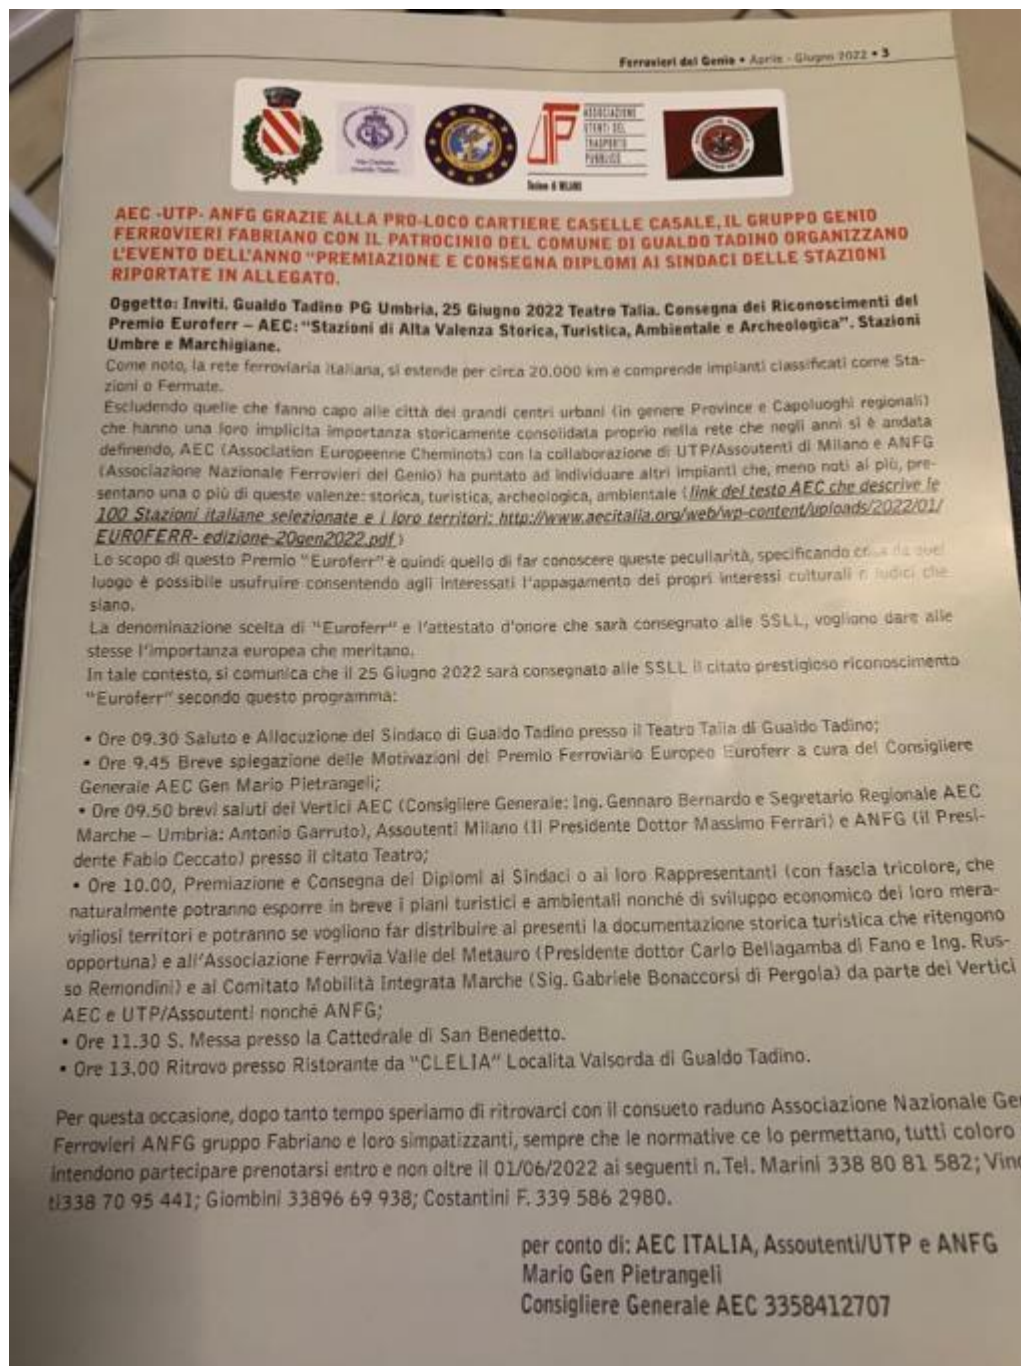 Ferrovieri del Genio • Aprile - Giugno 2022 • 3
ASSOCIAZIONE
UTENTI DEL
TRASPORTO
PUBBLICO
Sezione di MILANO
Pro Cartiere
Gualdo Tadino
AEC -UTP- ANFG GRAZIE ALLA PRO-LOCO CARTIERE CASELLE CASALE, IL GRUPPO GENIO
FERROVIERI FABRIANO CON IL PATROCINIO DEL COMUNE DI GUALDO TADINO ORGANIZZANO
L'EVENTO DELL'ANNO "PREMIAZIONE E CONSEGNA DIPLOMI AI SINDACI DELLE STAZIONI
RIPORTATE IN ALLEGATO.
Oggetto: Inviti. Gualdo Tadino PG Umbria, 25 Giugno 2022 Teatro Talia. Consegna dei Riconoscimenti del
Premio Euroferr – AEC: "Stazioni di Alta Valenza Storica, Turistica, Ambientale e Archeologica". Stazioni
Umbre e Marchigiane.
Come noto, la rete ferroviaria italiana, si estende per circa 20.000 km e comprende impianti classificati come Sta-
zioni o Fermate.
Escludendo quelle che fanno capo alle città dei grandi centri urbani (in genere Province e Capoluoghi regionali)
che hanno una loro implicita importanza storicamente consolidata proprio nella rete che negli anni si è andata
definendo, AEC (Association Europeenne Cheminots) con la collaborazione di UTP/Assoutenti di Milano e ANFG
(Associazione Nazionale Ferrovieri del Genio) ha puntato ad individuare altri impianti che, meno noti ai più, pre-
sentano una o più di queste valenze: storica, turistica, archeologica, ambientale (link del testo AEC che descrive le
100 Stazioni italiane selezionate e i loro territori: http://www.aecitalia.org/web/wp-content/uploads/2022/01/
EUROFERR- edizione-20gen2022.pdf )
Lo scopo di questo Premio "Euroferr" è quindi quello di far conoscere queste peculiarità, specificando quel
luogo è possibile usufruire consentendo agli interessati l'appagamento dei propri interessi culturali che
siano.
La denominazione scelta di "Euroferr" e l'attestato d'onore che sarà consegnato alle SSLL, vogliono dare alle
stesse l'importanza europea che meritano.
In tale contesto, si comunica che il 25 Giugno 2022 sarà consegnato alle SSLL il citato prestigioso riconoscimento
"Euroferr" secondo questo programma:
• Ore 09.30 Saluto e Allocuzione del Sindaco di Gualdo Tadino presso il Teatro Talia di Gualdo Tadino;
• Ore 9.45 Breve spiegazione delle Motivazioni del Premio Ferroviario Europeo Euroferr a cura del Consigliere
Generale AEC Gen Mario Pietrangeli;
• Ore 09.50 brevi saluti dei Vertici AEC (Consigliere Generale: Ing. Gennaro Bernardo e Segretario Regionale AEC
Marche – Umbria: Antonio Garruto), Assoutenti Milano (Il Presidente Dottor Massimo Ferrari) e ANFG (il Presi-
dente Fabio Ceccato) presso il citato Teatro;
• Ore 10.00, Premiazione e Consegna dei Diplomi ai Sindaci o ai loro Rappresentanti (con fascia tricolore, che
naturalmente potranno esporre in breve i piani turistici e ambientali nonché di sviluppo economico dei loro mera-
vigliosi territori e potranno se vogliono far distribuire ai presenti la documentazione storica turistica che ritengono
opportuna) e all'Associazione Ferrovia Valle del Metauro (Presidente dottor Carlo Bellagamba di Fano e Ing. Rus-
so Remondini) e al Comitato Mobilità Integrata Marche (Sig. Gabriele Bonaccorsi di Pergola) da parte dei Vertici
AEC e UTP/Assoutenti nonché ANFG;
• Ore 11.30 S. Messa presso la Cattedrale di San Benedetto.
• Ore 13.00 Ritrovo presso Ristorante da "CLELIA" Localita Valsorda di Gualdo Tadino.
Per questa occasione, dopo tanto tempo speriamo di ritrovarci con il consueto raduno Associazione Nazionale Ge
Ferrovieri ANFG gruppo Fabriano e loro simpatizzanti, sempre che le normative ce lo permettano, tutti coloro
intendono partecipare prenotarsi entro e non oltre il 01/06/2022 ai seguenti n. Tel. Marini 338 80 81 582; Vinc
ti338 70 95 441; Giombini 33896 69 938; Costantini F. 339 586 2980.
per conto di: AEC ITALIA, Assoutenti/UTP e ANFG
Mario Gen Pietrangeli
Consigliere Generale AEC 3358412707